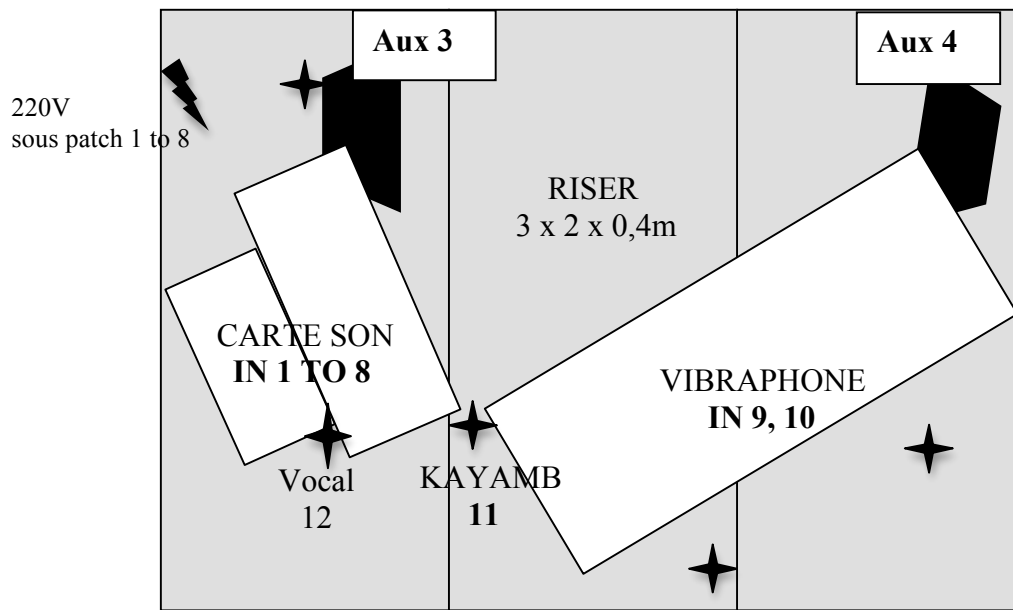 Aux 3
Aux 4
220V
sous patch 1 to 8
RISER
3 x 2 x 0,4m
CARTE SON
IN 1 TO 8
VIBRAPHONE
IN 9, 10
Vocal
12
KAYAMB
11